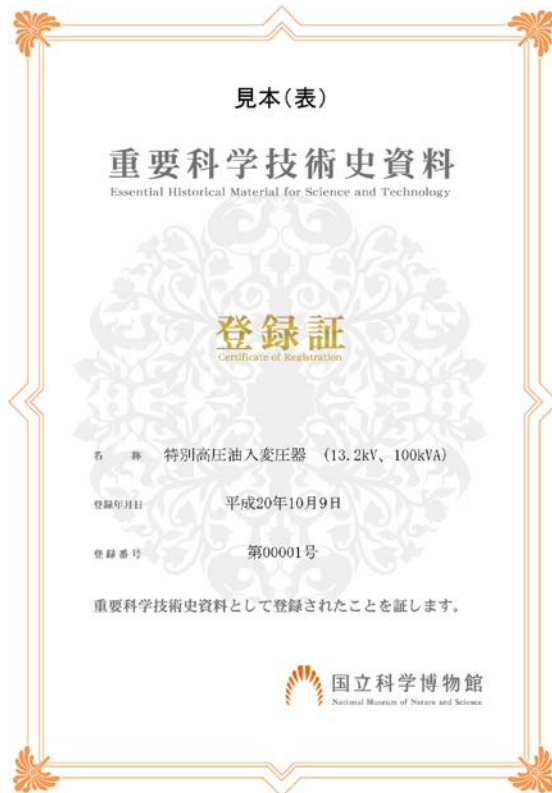 見本(表)
重要科学技術史資料
Essential Historical Material for Science and Technology
登録証
Certificate of Registration
名 称 特別高圧油入変圧器 (13.2kV、100kVA)
登録年月日 平成20年10月9日
登録番号 第00001号
重要科学技術史資料として登録されたことを証します。
国立科学博物館
National Museum of Nature and Science